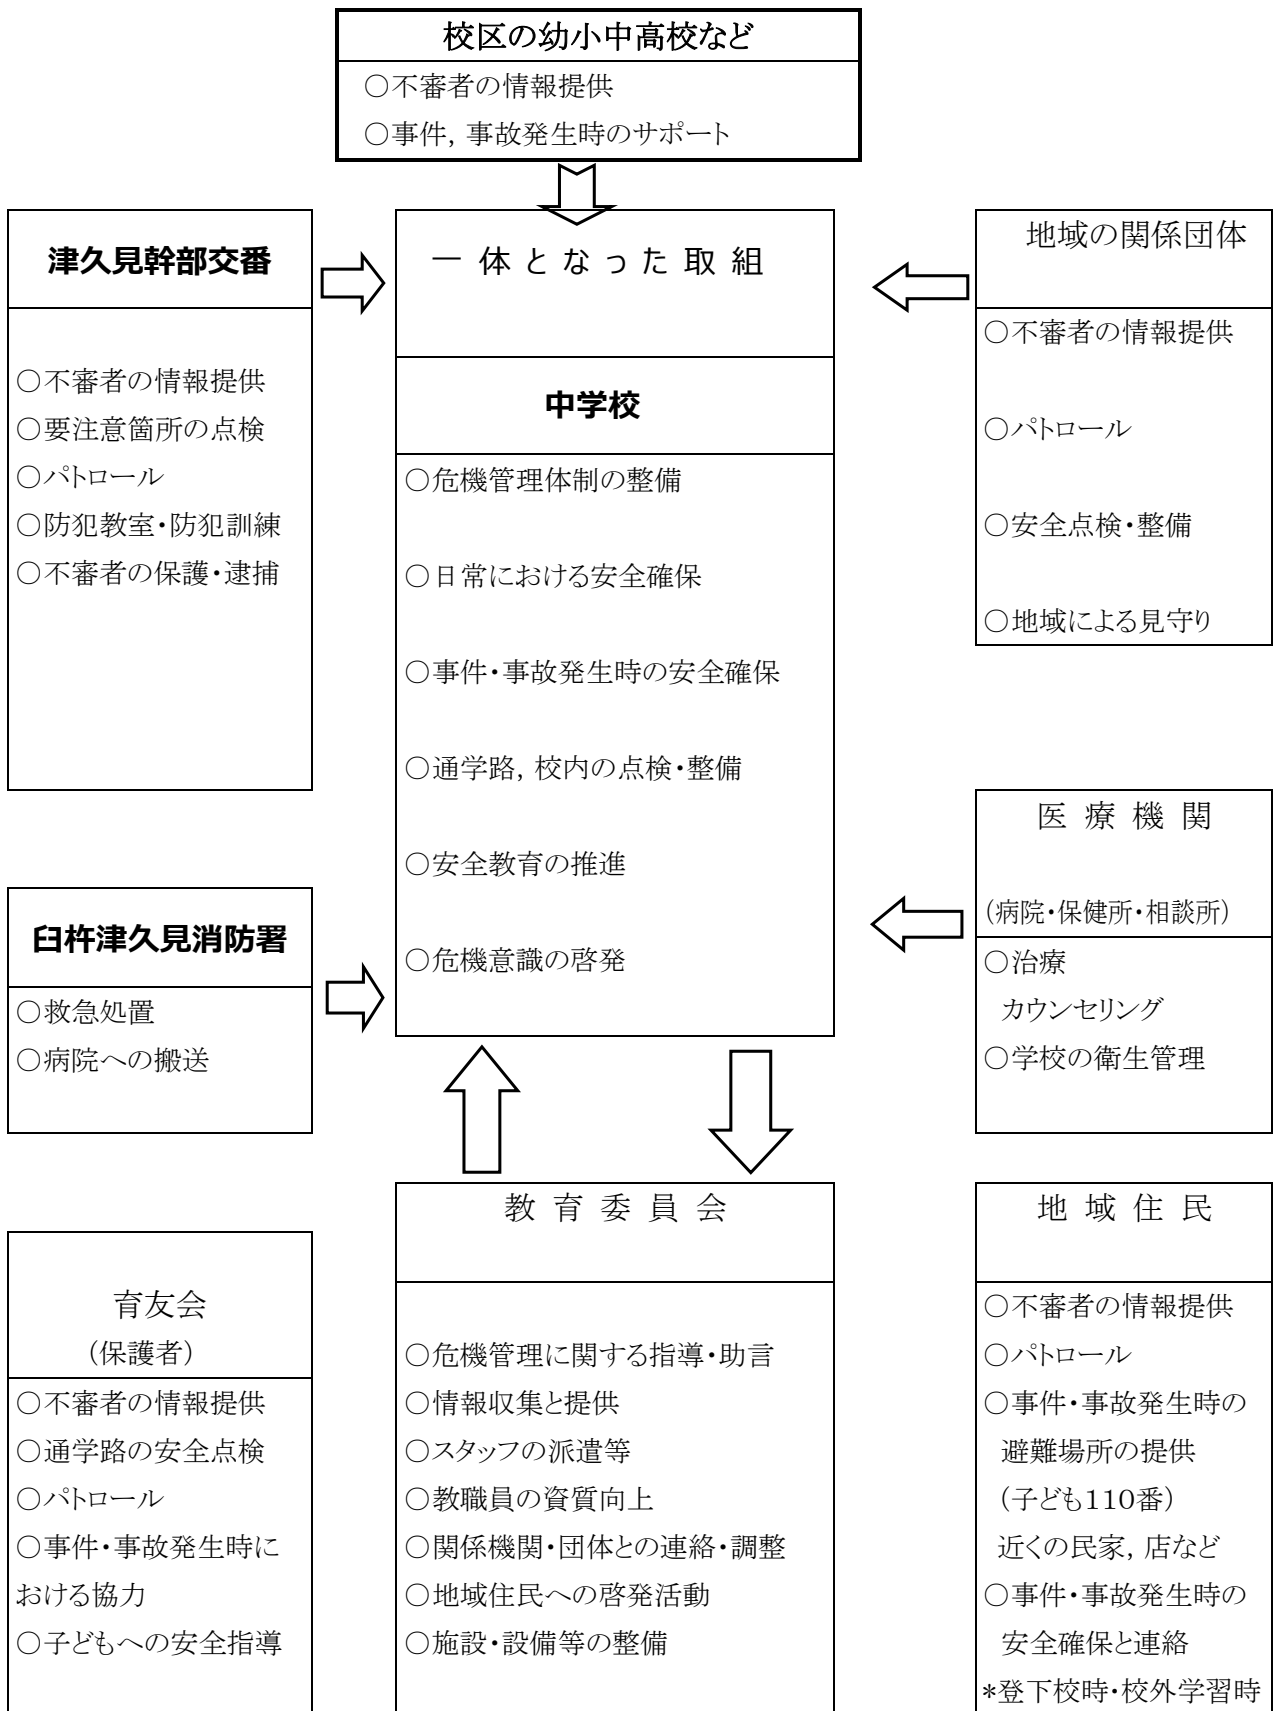 校区の幼小中高校など
○不審者の情報提供
○事件，事故発生時のサポート
津久見幹部交番
○不審者の情報提供
○要注意箇所の点検
○パトロール
○防犯教室・防犯訓練
○不審者の保護・逮捕
一体となった取組
中学校
○危機管理体制の整備
○日常における安全確保
○事件・事故発生時の安全確保
○通学路，校内の点検・整備
○安全教育の推進
○危機意識の啓発
地域の関係団体
○不審者の情報提供
○パトロール
○安全点検・整備
○地域による見守り
臼杵津久見消防署
○救急処置
○病院への搬送
医療機関
（病院・保健所・相談所）
○治療
カウンセリング
○学校の衛生管理
育友会
（保護者）
○不審者の情報提供
○通学路の安全点検
○パトロール
○事件・事故発生時に
おける協力
○子どもへの安全指導
教育委員会
○危機管理に関する指導・助言
○情報収集と提供
○スタッフの派遣等
○教職員の資質向上
○関係機関・団体との連絡・調整
○地域住民への啓発活動
○施設・設備等の整備
地域住民
○不審者の情報提供
○パトロール
○事件・事故発生時の
避難場所の提供
（子ども１１０番）
近くの民家，店など
○事件・事故発生時の
安全確保と連絡
*登下校時・校外学習時